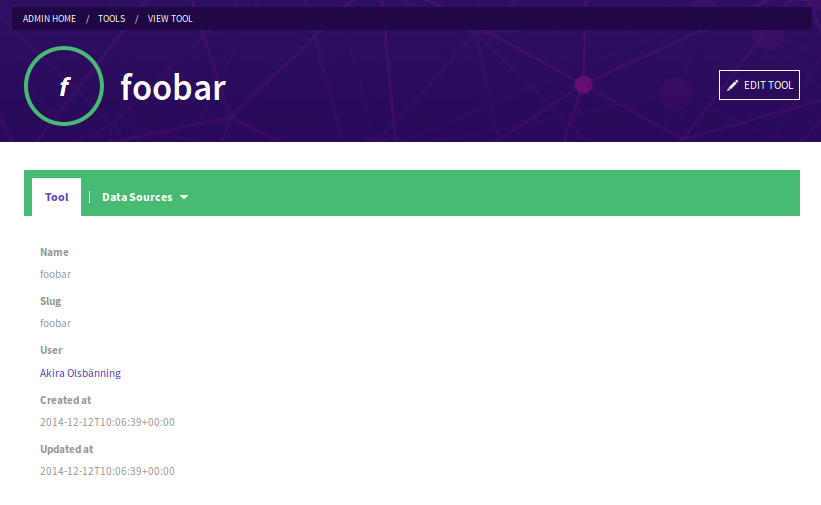 ADMIN HOME / TOOLS / VIEW TOOL
f
foobar
EDIT TOOL
Tool | Data Sources
Name
foobar
Slug
foobar
User
Akira Olsbänning
Created at
2014-12-12T10:06:39+00:00
Updated at
2014-12-12T10:06:39+00:00